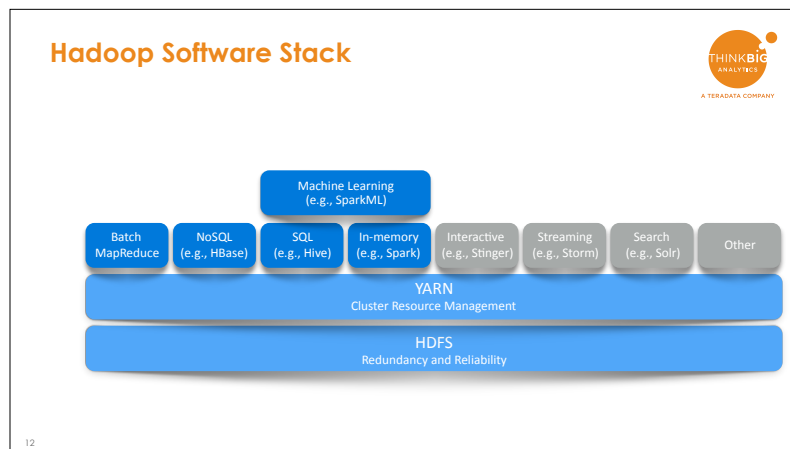 Hadoop Software Stack
THINKBiG
ANALYTICS
A TERADATA COMPANY
Machine Learning
(e.g., SparkML)
Batch
MapReduce
NoSQL
(e.g., HBase)
SQL
(e.g., Hive)
In-memory
(e.g., Spark)
Interactive
(e.g., Stinger)
Streaming
(e.g., Storm)
Search
(e.g., Solr)
Other
YARN
Cluster Resource Management
HDFS
Redundancy and Reliability
12